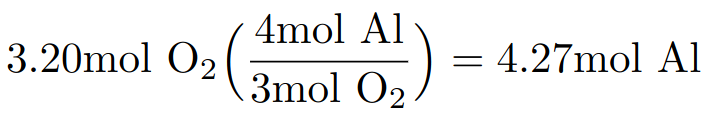 3.20mol O₂(4mol Al / 3mol O₂) = 4.27mol Al